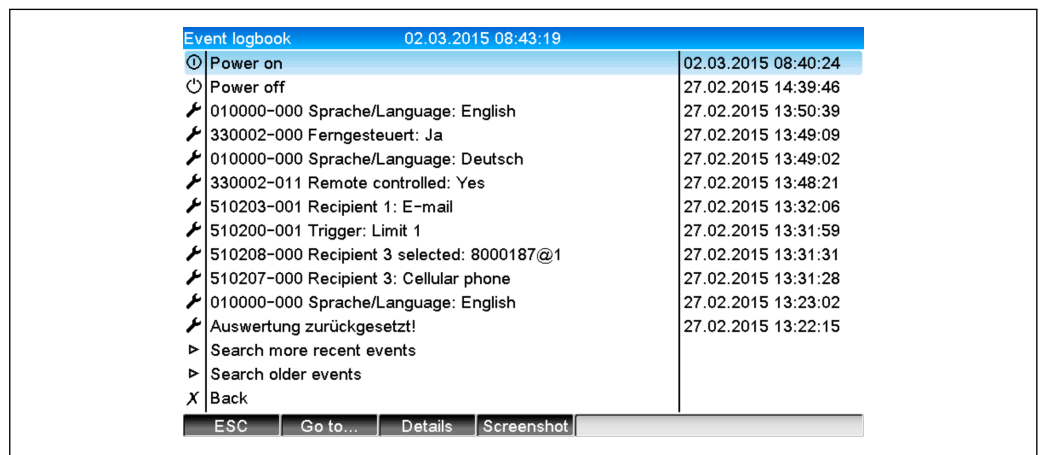 Event logbook 02.03.2015 08:43:19
Power on 02.03.2015 08:40:24
Power off 27.02.2015 14:39:46
010000-000 Sprache/Language: English 27.02.2015 13:50:39
330002-000 Ferngesteuert: Ja 27.02.2015 13:49:09
010000-000 Sprache/Language: Deutsch 27.02.2015 13:49:02
330002-011 Remote controlled: Yes 27.02.2015 13:48:21
510203-001 Recipient 1: E-mail 27.02.2015 13:32:06
510200-001 Trigger: Limit 1 27.02.2015 13:31:59
510208-000 Recipient 3 selected: 8000187@1 27.02.2015 13:31:31
510207-000 Recipient 3: Cellular phone 27.02.2015 13:31:28
010000-000 Sprache/Language: English 27.02.2015 13:23:02
Auswertung zurückgesetzt! 27.02.2015 13:22:15
Search more recent events
Search older events
X Back
ESC Go to... Details Screenshot